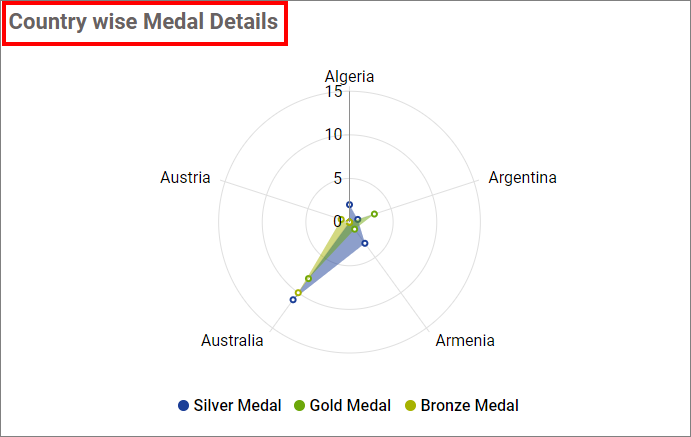 Country wise Medal Details
Algeria
15
10
5
0
Austria
Argentina
Australia
Armenia
Silver Medal Gold Medal Bronze Medal